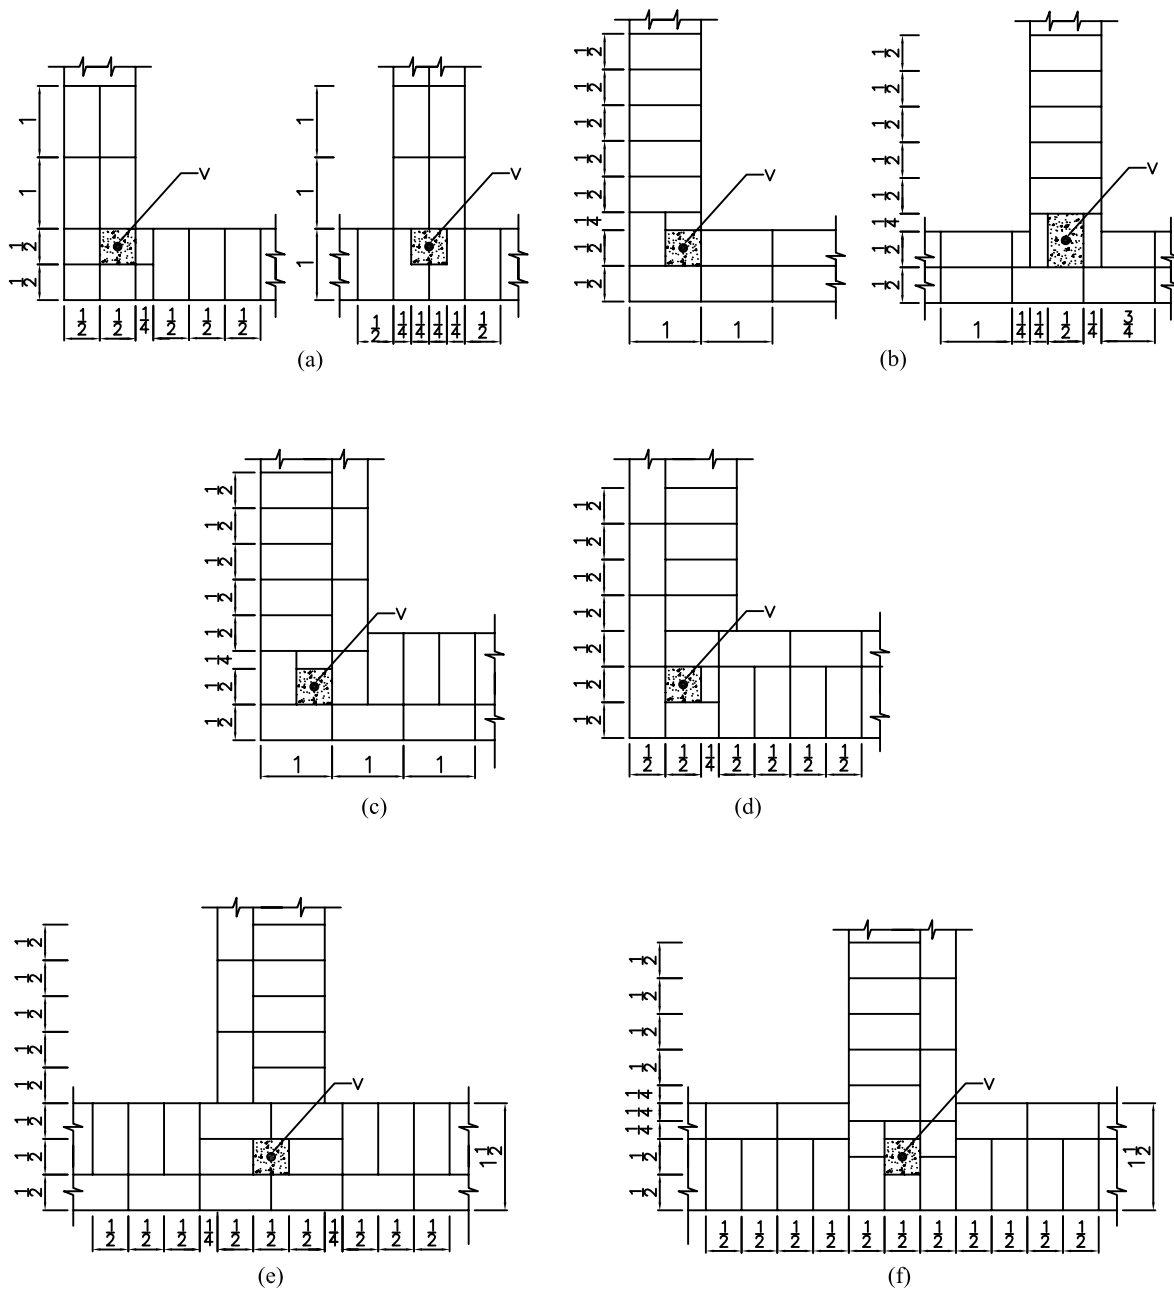 1 1 1/2 1/2
V
1/2 1/2 1/4 1/2 1/2 1/2
1 1 1
V
1/2 1/4 1/4 1/4 1/4 1/2
(a)
1/2 1/2 1/2 1/2 1/2 1/4 1/2 1/2
V
1 1
1/2 1/2 1/2 1/2 1/2 1/4 1/2 1/2
V
1 1/4 1/4 1/2 1/4 3/4
(b)
1/2 1/2 1/2 1/2 1/2 1/4 1/2 1/2
V
1 1 1
(c)
1/2 1/2 1/2 1/2 1/2 1/2 1/2
V
1/2 1/2 1/4 1/2 1/2 1/2 1/2
(d)
1/2 1/2 1/2 1/2 1/2 1/2 1/2 1/2
V
1 1/2
1/2 1/2 1/2 1/4 1/2 1/2 1/2 1/4 1/2 1/2 1/2
(e)
1/2 1/2 1/2 1/2 1/4 1/4 1/4 1/2 1/2
V
1 1/2
1/2 1/2 1/2 1/2 1/2 1/2 1/2 1/2 1/2 1/2 1/2
(f)